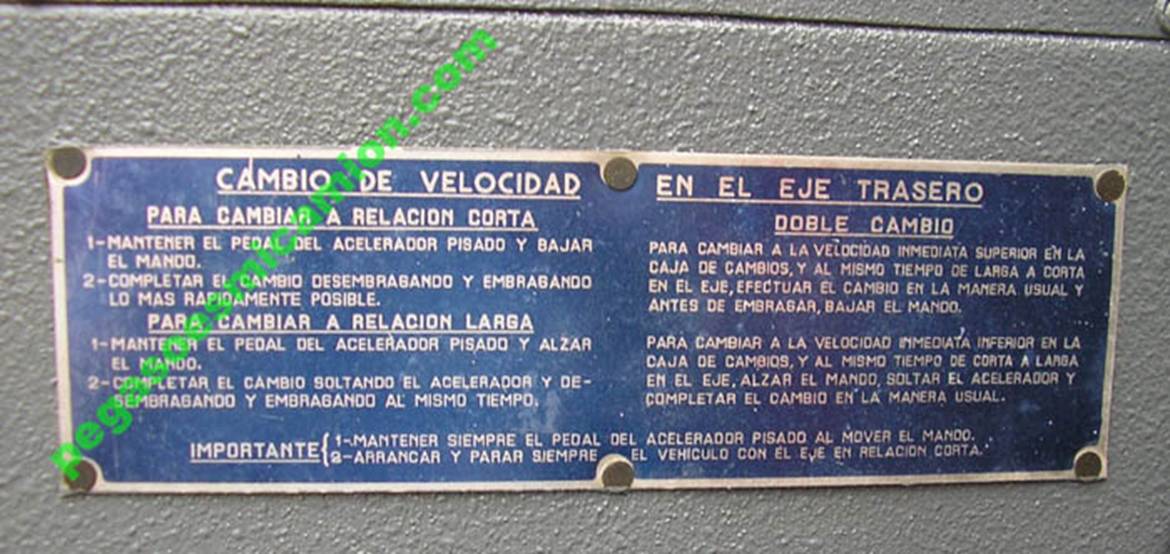 CAMBIO DE VELOCIDAD EN EL EJE TRASERO
PARA CAMBIAR A RELACION CORTA
1-MANTENER EL PEDAL DEL ACELERADOR PISADO Y BAJAR
EL MANDO.
2-COMPLETAR EL CAMBIO DESEMBRAGANDO Y EMBRAGANDO
LO MAS RAPIDAMENTE POSIBLE.
PARA CAMBIAR A RELACION LARGA
1-MANTENER EL PEDAL DEL ACELERADOR PISADO Y ALZAR
EL MANDO.
2-COMPLETAR EL CAMBIO SOLTANDO EL ACELERADOR Y DE-
SEMBRAGANDO Y EMBRAGANDO AL MISMO TIEMPO.
DOBLE CAMBIO
PARA CAMBIAR A LA VELOCIDAD INMEDIATA SUPERIOR EN LA
CAJA DE CAMBIOS, Y AL MISMO TIEMPO DE LARGA A CORTA
EN EL EJE, EFECTUAR EL CAMBIO EN LA MANERA USUAL Y
ANTES DE EMBRAGAR, BAJAR EL MANDO.
PARA CAMBIAR A LA VELOCIDAD INMEDIATA INFERIOR EN LA
CAJA DE CAMBIOS, Y AL MISMO TIEMPO DE CORTA A LARGA
EN EL EJE, ALZAR EL MANDO, SOLTAR EL ACELERADOR Y
COMPLETAR EL CAMBIO EN LA MANERA USUAL.
IMPORTANTE
1-MANTENER SIEMPRE EL PEDAL DEL ACELERADOR PISADO AL MOVER EL MANDO.
2-ARRANCAR Y PARAR SIEMPRE EL VEHICULO CON EL EJE EN RELACION CORTA.
pegasoesmicamion.com